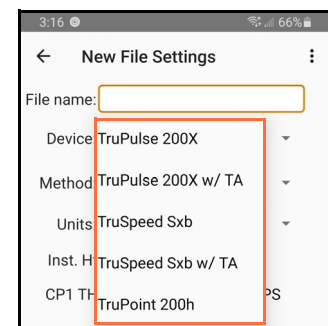 3:16 66%
New File Settings
File name:
Device: TruPulse 200X
Method: TruPulse 200X w/ TA
Units: TruSpeed Sxb
Inst. H TruSpeed Sxb w/ TA
CP1 TH PS
TruPoint 200h